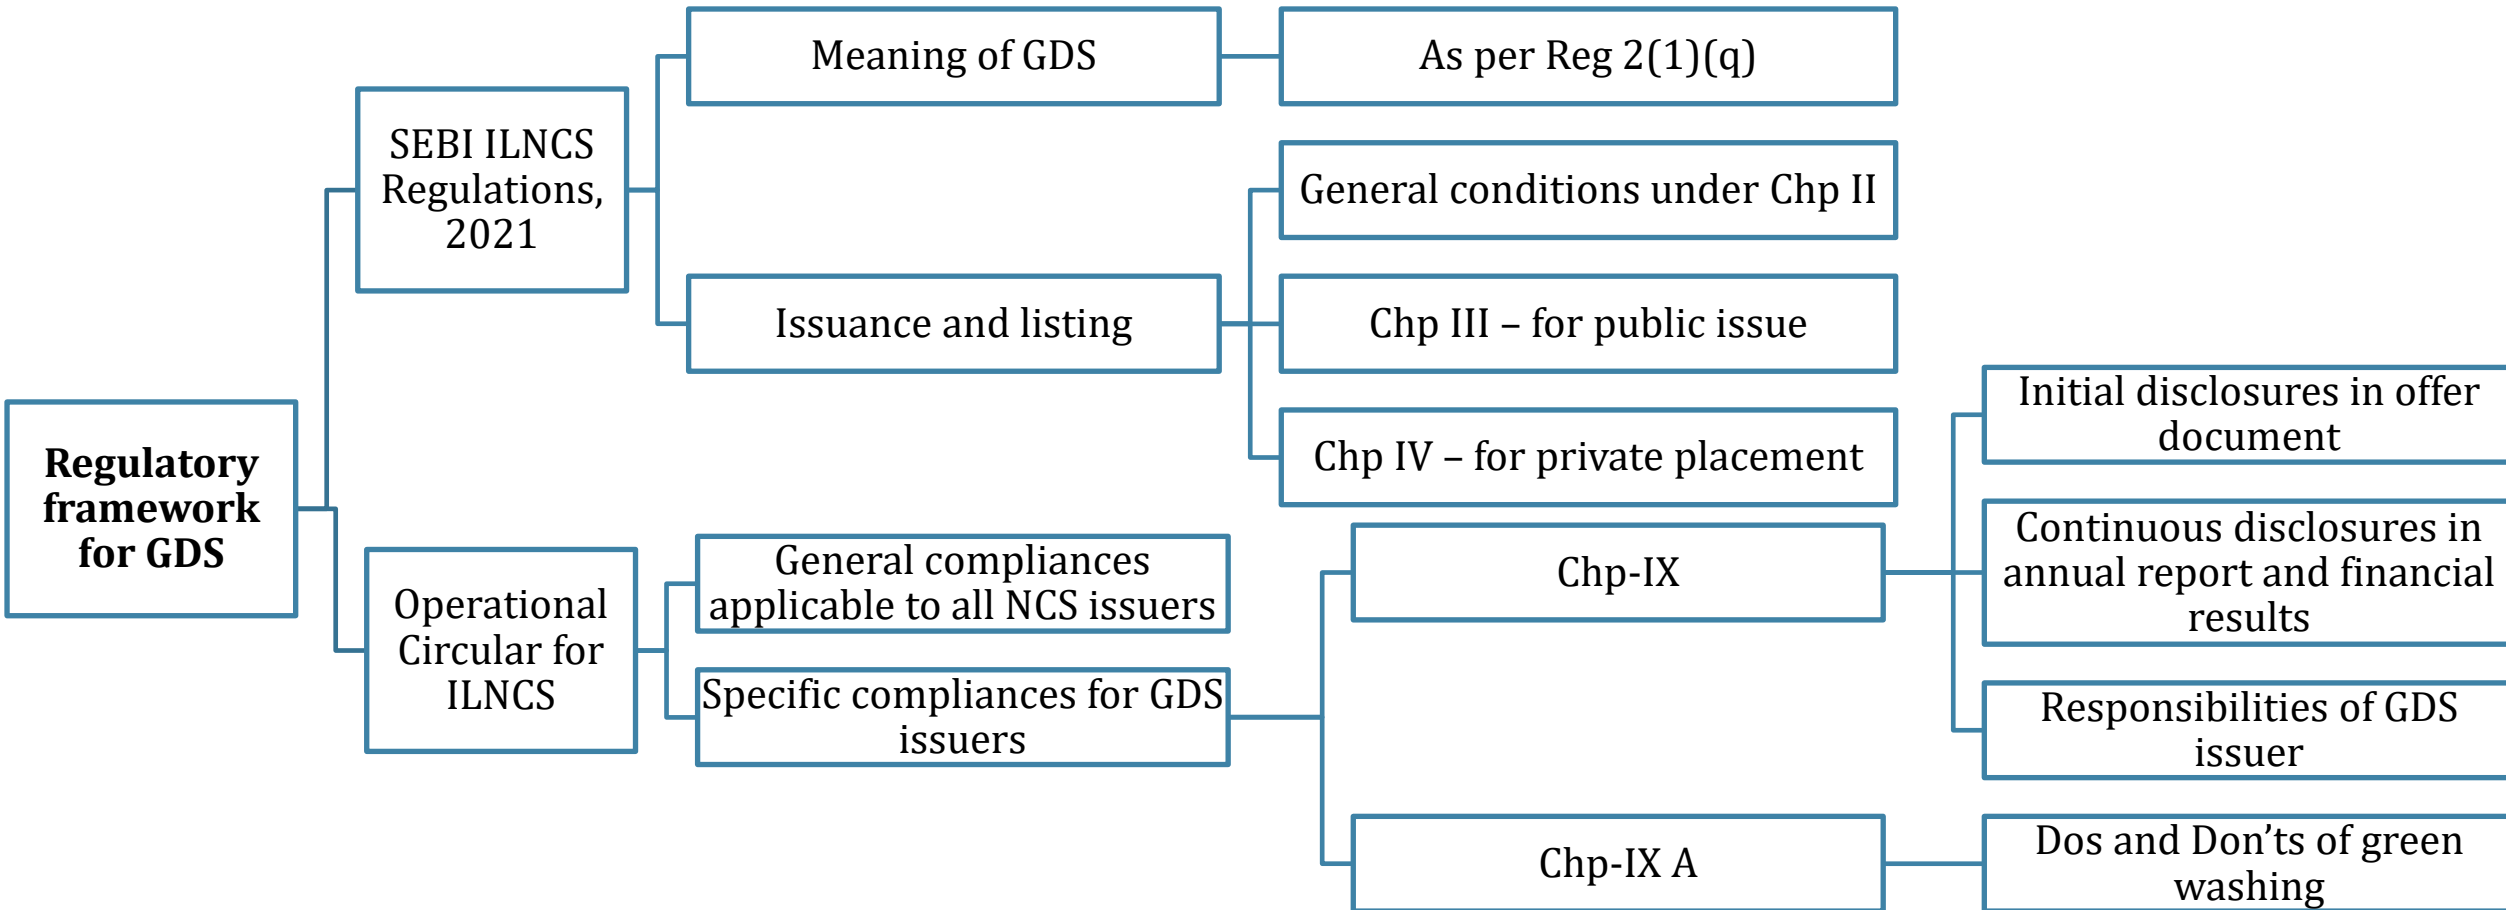 Regulatory
framework
for GDS
SEBI ILNCS
Regulations,
2021
Meaning of GDS
As per Reg 2(1)(q)
Issuance and listing
General conditions under Chp II
Chp III – for public issue
Chp IV – for private placement
Operational
Circular for
ILNCS
General compliances
applicable to all NCS issuers
Specific compliances for GDS
issuers
Chp-IX
Initial disclosures in offer
document
Continuous disclosures in
annual report and financial
results
Responsibilities of GDS
issuer
Chp-IX A
Dos and Don’ts of green
washing